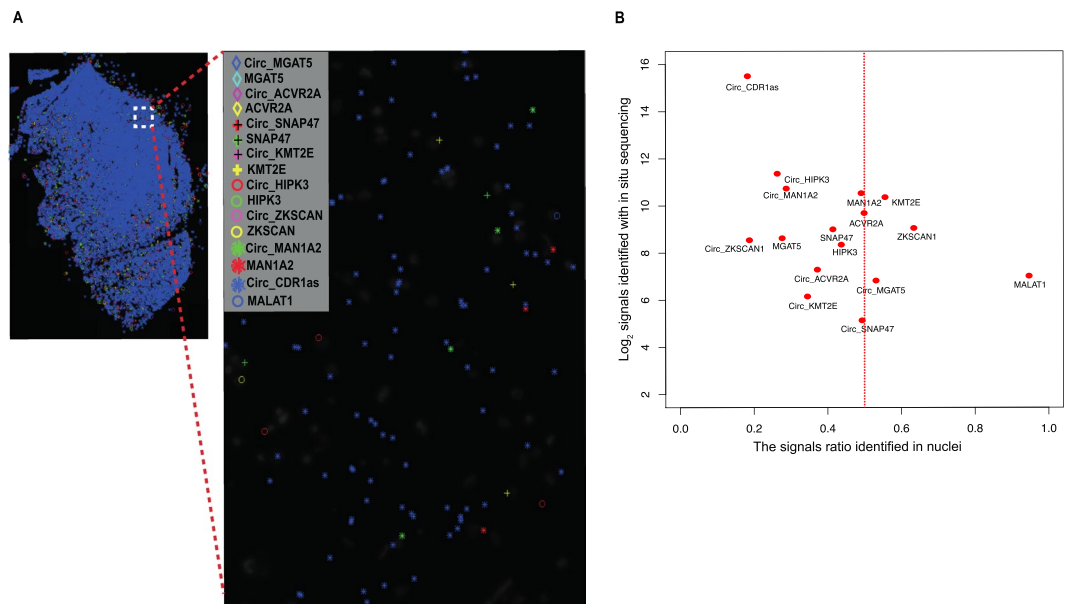 A
Circ_MGAT5
MGAT5
Circ_ACVR2A
ACVR2A
Circ_SNAP47
SNAP47
Circ_KMT2E
KMT2E
Circ_HIPK3
HIPK3
Circ_ZKSCAN
ZKSCAN
Circ_MAN1A2
MAN1A2
Circ_CDR1as
MALAT1
B
Log2 signals identified with in situ sequencing
16
14
12
10
8
6
4
2
Circ_CDR1as
Circ_HIPK3
Circ_MAN1A2
MAN1A2
KMT2E
ACVR2A
SNAP47
ZKSCAN1
Circ_ZKSCAN1
MGAT5
HIPK3
Circ_ACVR2A
Circ_MGAT5
MALAT1
Circ_KMT2E
Circ_SNAP47
0.0 0.2 0.4 0.6 0.8 1.0
The signals ratio identified in nuclei